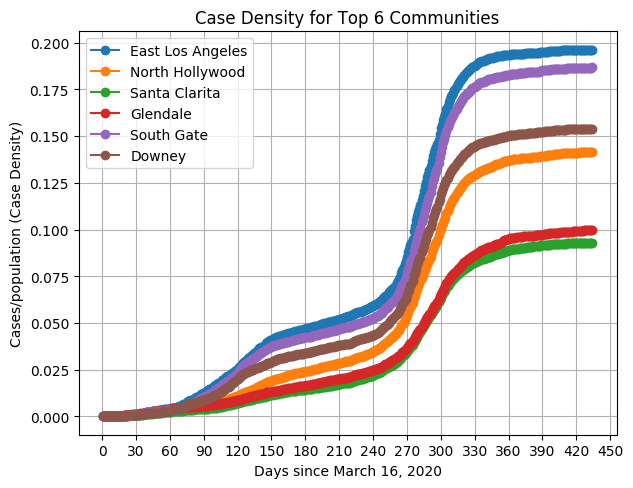 Case Density for Top 6 Communities
East Los Angeles
North Hollywood
Santa Clarita
Glendale
South Gate
Downey
Cases/population (Case Density)
0.200
0.175
0.150
0.125
0.100
0.075
0.050
0.025
0.000
0 30 60 90 120 150 180 210 240 270 300 330 360 390 420 450
Days since March 16, 2020